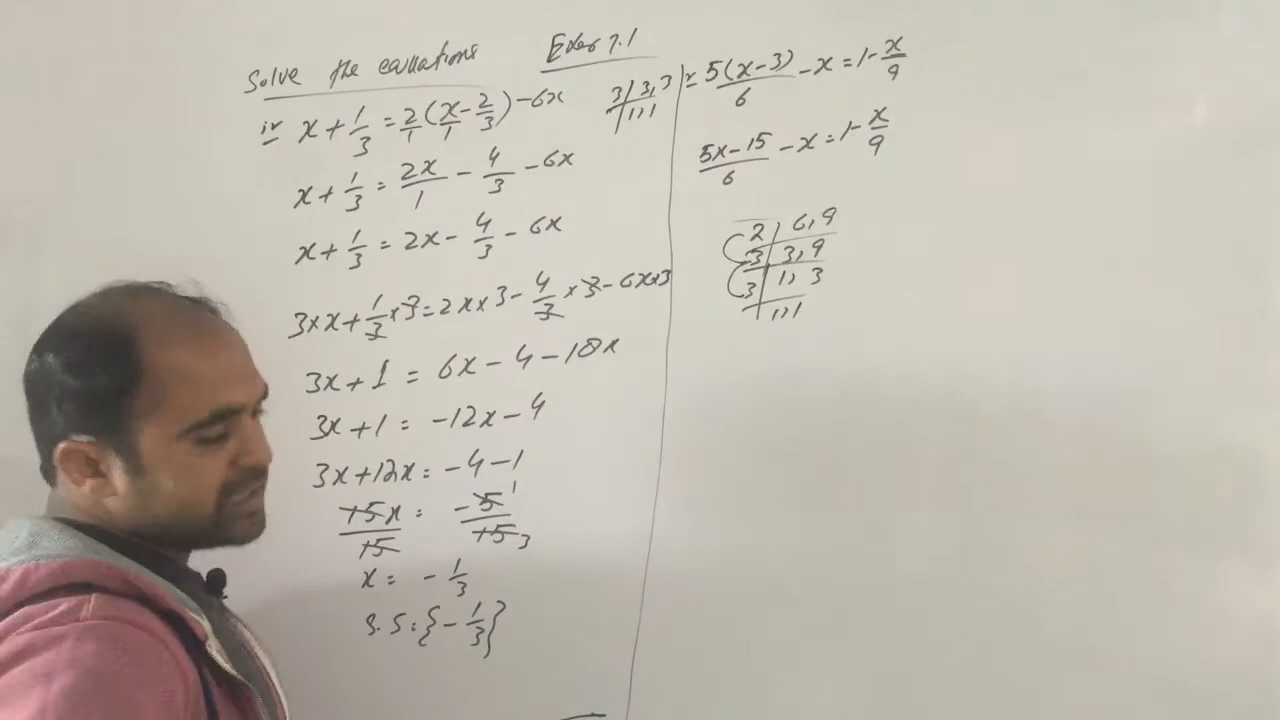 Solve the equations Exer 7.1
iv x + 1/3 = 2/1 (x/1 - 2/3) - 6x
x + 1/3 = 2x/1 - 4/3 - 6x
x + 1/3 = 2x - 4/3 - 6x
3 × x + 1/3 × 3 = 2x × 3 - 4/3 × 3 - 6x × 3
3x + 1 = 6x - 4 - 18x
3x + 1 = -12x - 4
3x + 12x = -4 - 1
15x/15 = -5 1/15 3
x = -1/3
S.S = {-1/3}
3 | 3, 3
1, 1
v 5(x-3)/6 - x = 1 - x/9
5x-15/6 - x = 1 - x/9
2, 6, 9
3 | 3, 9
3 | 1, 3
1, 1